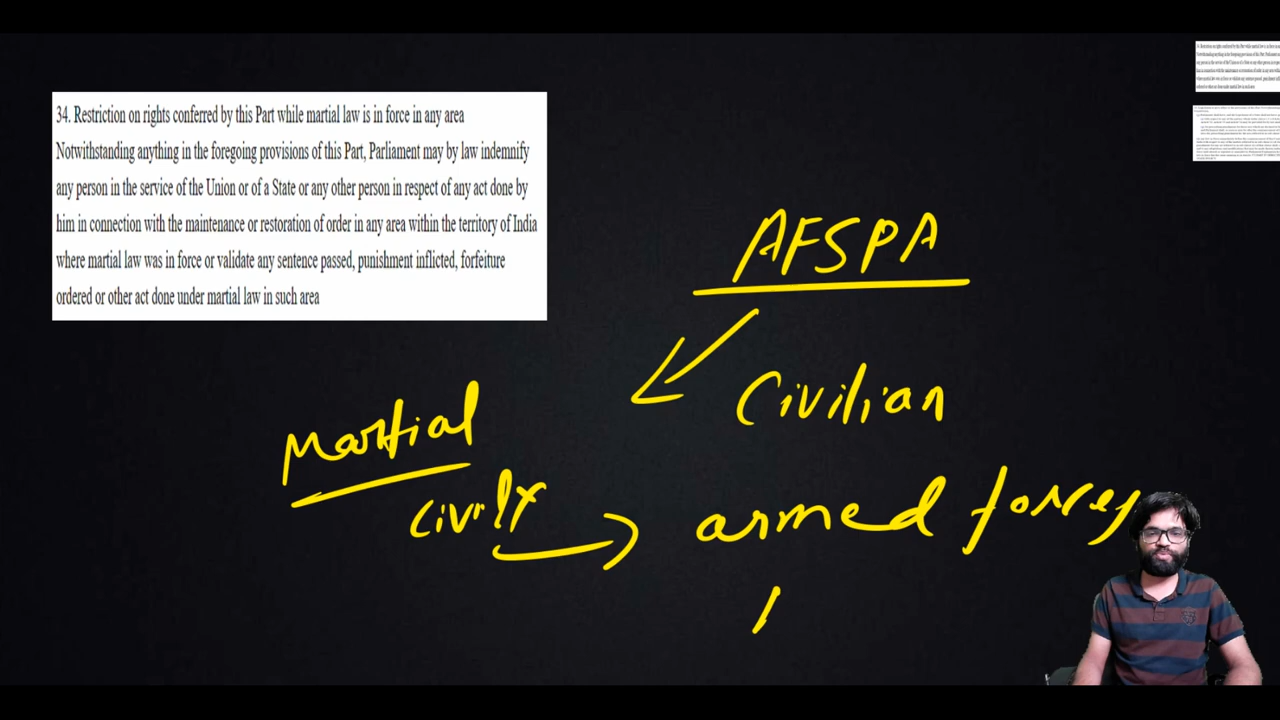 34. Restriction on rights conferred by this Part while martial law is in force in any area
Notwithstanding anything in the foregoing provisions of this Part, Parliament may by law indemnify
any person in the service of the Union or of a State or any other person in respect of any act done by
him in connection with the maintenance or restoration of order in any area within the territory of India
where martial law was in force or validate any sentence passed, punishment inflicted, forfeiture
ordered or other act done under martial law in such area
AFSPA
Civilian
Martial
civil
armed forces